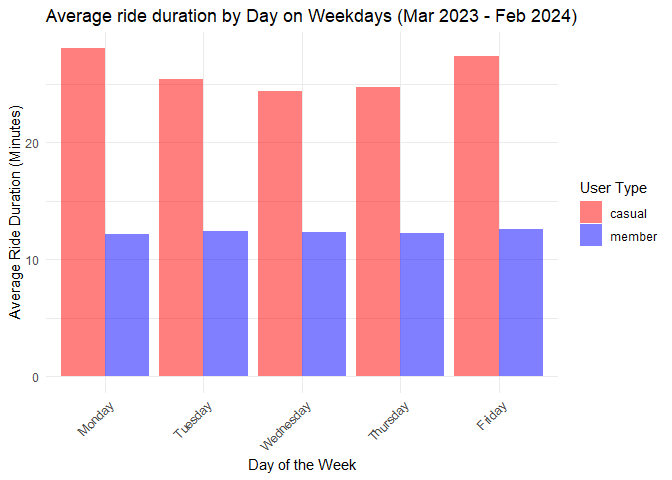 Average ride duration by Day on Weekdays (Mar 2023 - Feb 2024)
Average Ride Duration (Minutes)
20
10
0
Monday
Tuesday
Wednesday
Thursday
Friday
Day of the Week
User Type
casual
member